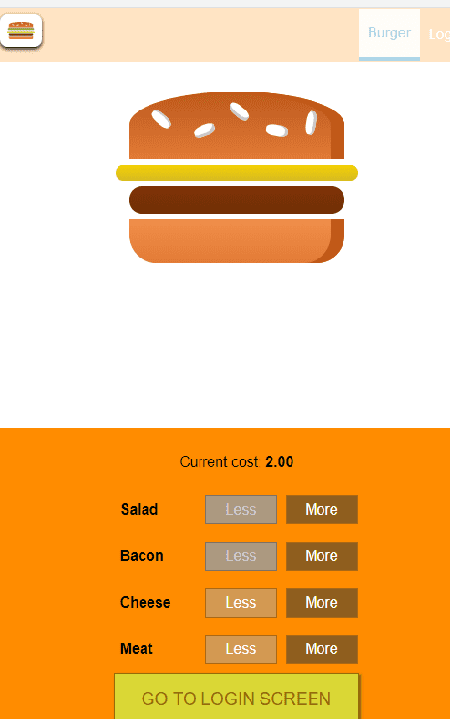 Burger
Current cost 2.00
Salad Less More
Bacon Less More
Cheese Less More
Meat Less More
GO TO LOGIN SCREEN